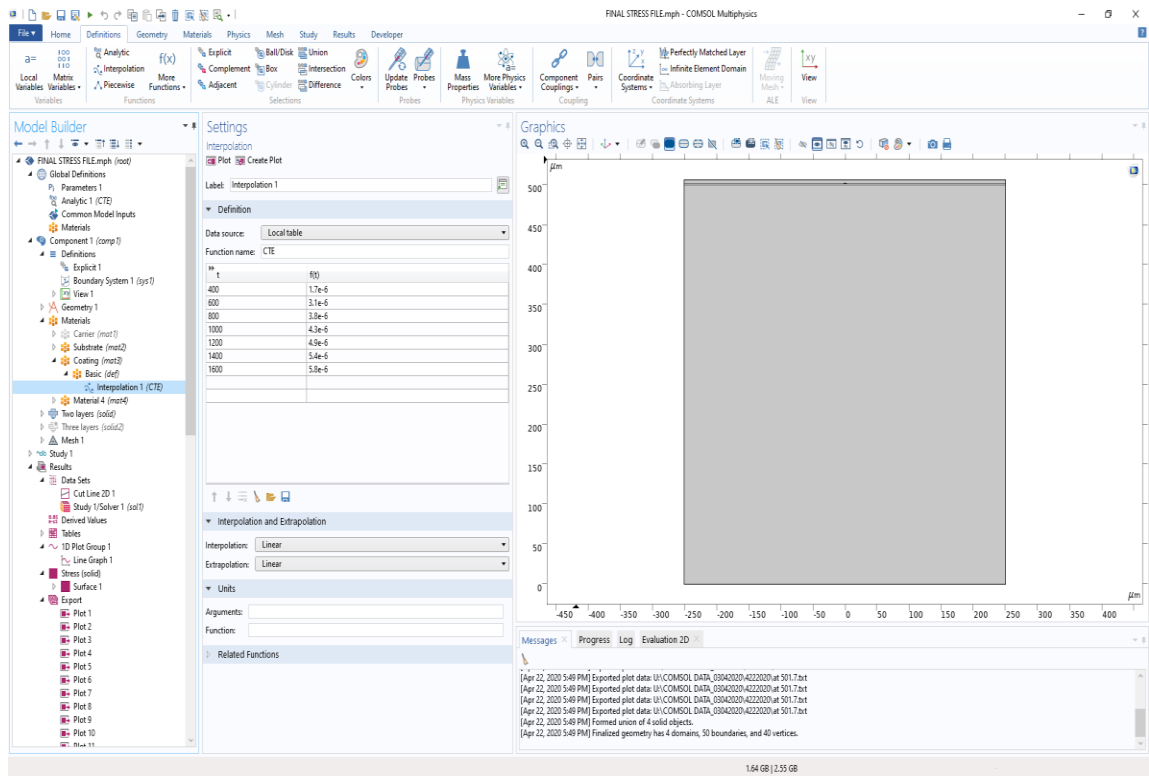 FINAL STRESS FILE.mph - COMSOL Multiphysics
File Home Definitions Geometry Materials Physics Mesh Study Results Developer
a= Local Variables
100 001 110 Matrix Variables
Analytic
Interpolation
Piecewise
f(x) More Functions
Explicit
Complement
Adjacent
Ball/Disk
Box
Cylinder
Union
Intersection
Difference
Colors
Update Probes
Probes
Mass Properties
More Physics Variables
Component Couplings
Pairs
Coordinate Systems
Perfectly Matched Layer
Infinite Element Domain
Absorbing Layer
Moving Mesh
xy View
Variables Functions Selections Probes Physics Variables Coupling Coordinate Systems ALE View
Model Builder
FINAL STRESS FILE.mph (root)
Global Definitions
Pi Parameters 1
Analytic 1 (CTE)
Common Model Inputs
Materials
Component 1 (comp1)
Definitions
Explicit 1
Boundary System 1 (sys1)
View 1
Geometry 1
Materials
Carrier (mat1)
Substrate (mat2)
Coating (mat3)
Basic (def)
Interpolation 1 (CTE)
Material 4 (mat4)
Two layers (solid)
Three layers (solid2)
Mesh 1
Study 1
Results
Data Sets
Cut Line 2D 1
Study 1/Solver 1 (sol1)
Derived Values
Tables
1D Plot Group 1
Line Graph 1
Stress (solid)
Surface 1
Export
Plot 1
Plot 2
Plot 3
Plot 4
Plot 5
Plot 6
Plot 7
Plot 8
Plot 9
Plot 10
Plot 11
Settings
Interpolation
Plot Create Plot
Label: Interpolation 1
Definition
Data source: Local table
Function name: CTE
t f(t)
400 1.7e-6
600 3.1e-6
800 3.8e-6
1000 4.3e-6
1200 4.9e-6
1400 5.4e-6
1600 5.8e-6
Interpolation and Extrapolation
Interpolation: Linear
Extrapolation: Linear
Units
Arguments:
Function:
Related Functions
Graphics
µm
500
450
400
350
300
250
200
150
100
50
0
µm
-450 -400 -350 -300 -250 -200 -150 -100 -50 0 50 100 150 200 250 300 350 400
Messages Progress Log Evaluation 2D
[Apr 22, 2020 5:49 PM] Exported plot data: U:\COMSOL DATA_03042020\4222020\at 501.7.txt
[Apr 22, 2020 5:49 PM] Exported plot data: U:\COMSOL DATA_03042020\4222020\at 501.7.txt
[Apr 22, 2020 5:49 PM] Exported plot data: U:\COMSOL DATA_03042020\4222020\at 501.7.txt
[Apr 22, 2020 5:49 PM] Exported plot data: U:\COMSOL DATA_03042020\4222020\at 501.7.txt
[Apr 22, 2020 5:49 PM] Formed union of 4 solid objects.
[Apr 22, 2020 5:49 PM] Finalized geometry has 4 domains, 50 boundaries, and 40 vertices.
1.64 GB | 2.55 GB